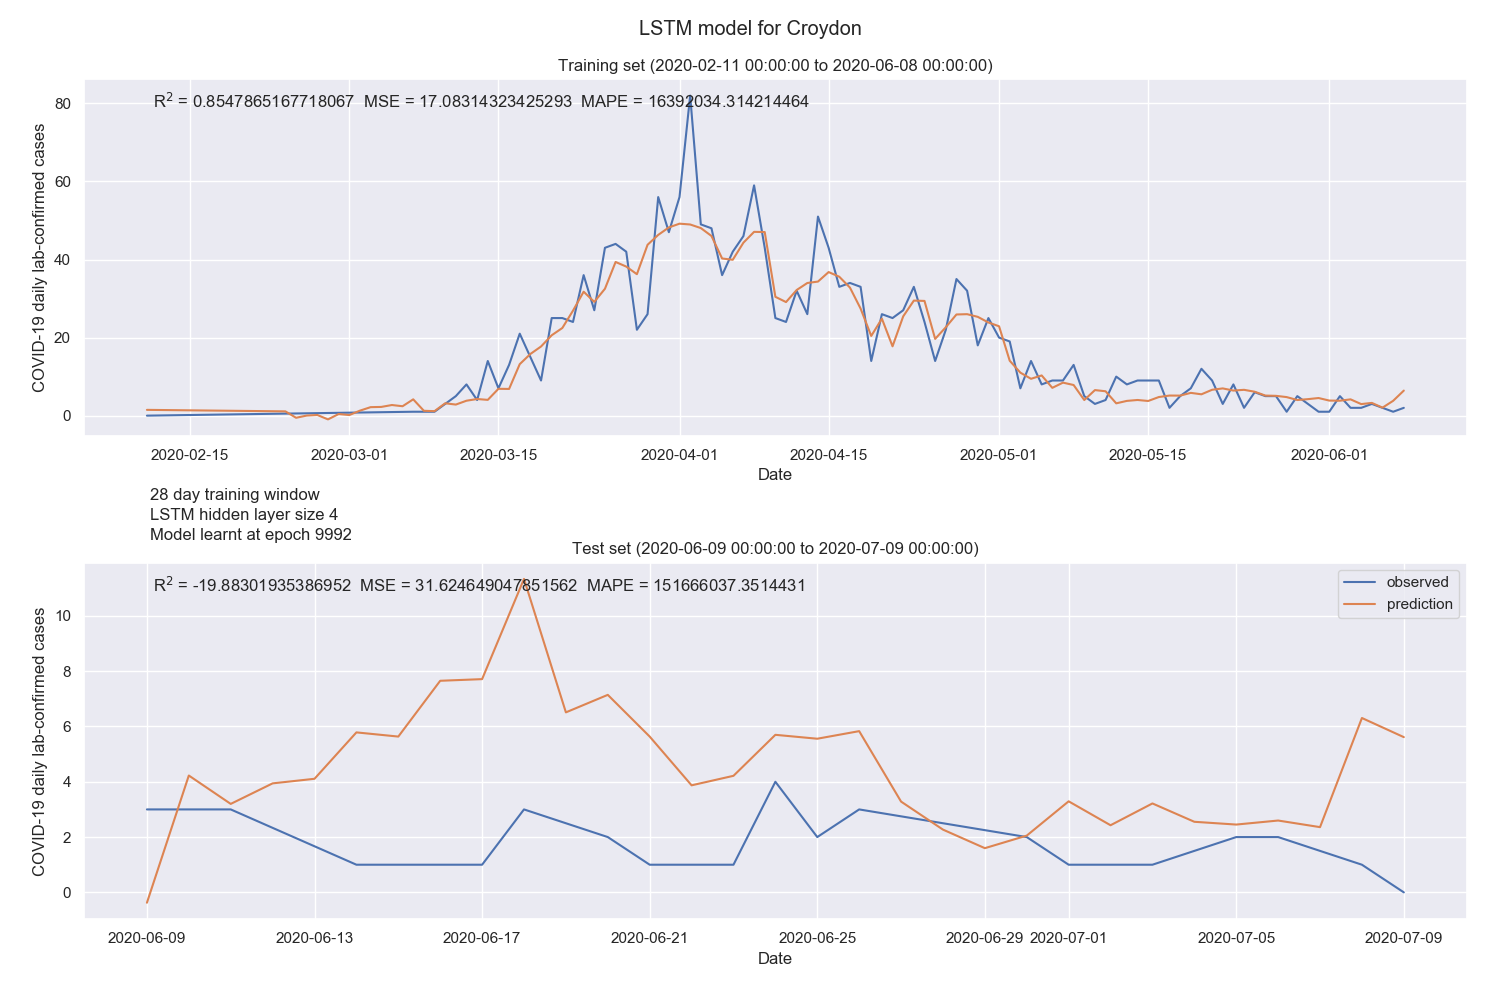 LSTM model for Croydon
Training set (2020-02-11 00:00:00 to 2020-06-08 00:00:00)
R² = 0.8547865167718067 MSE = 17.08314323425293 MAPE = 16392034.314214464
COVID-19 daily lab-confirmed cases
80
60
40
20
0
2020-02-15 2020-03-01 2020-03-15 2020-04-01 2020-04-15 2020-05-01 2020-05-15 2020-06-01
Date
28 day training window
LSTM hidden layer size 4
Model learnt at epoch 9992
Test set (2020-06-09 00:00:00 to 2020-07-09 00:00:00)
R² = -19.88301935386952 MSE = 31.624649047851562 MAPE = 151666037.3514431
observed
prediction
COVID-19 daily lab-confirmed cases
10
8
6
4
2
0
2020-06-09 2020-06-13 2020-06-17 2020-06-21 2020-06-25 2020-06-29 2020-07-01 2020-07-05 2020-07-09
Date